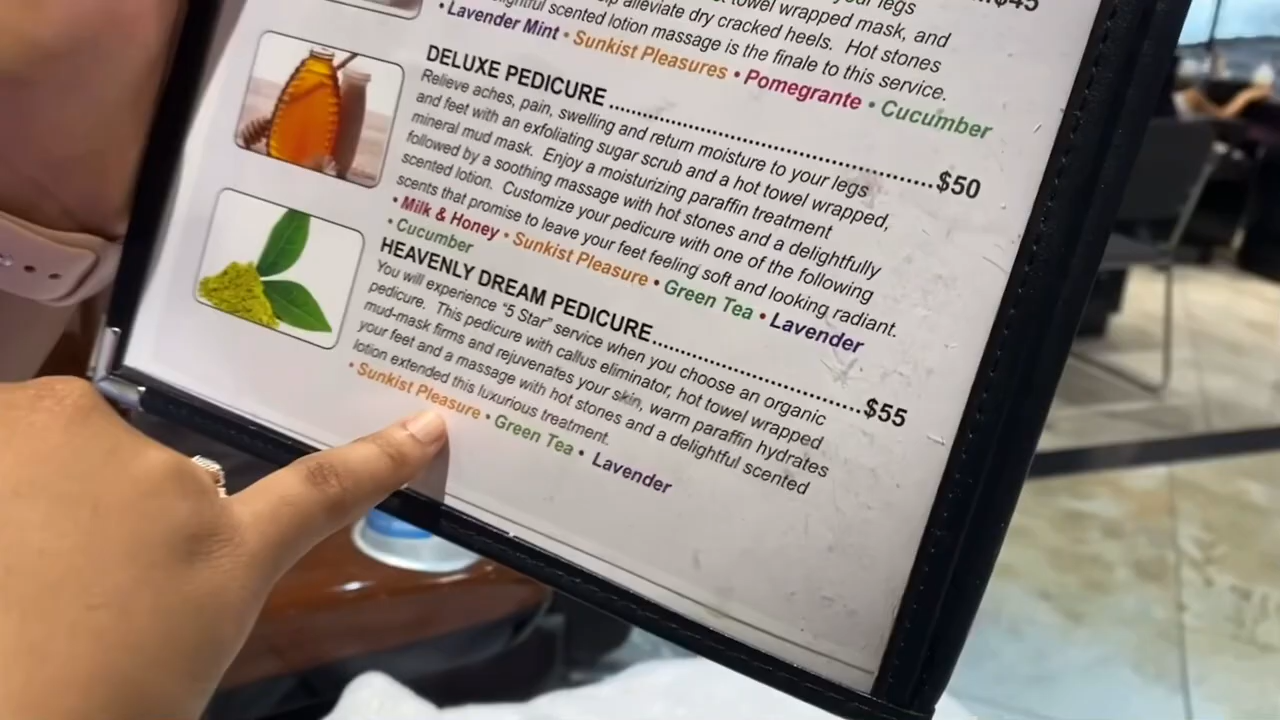 $45
your legs
towel wrapped mask, and
alleviate dry cracked heels. Hot stones
scented lotion massage is the finale to this service.
• Lavender Mint • Sunkist Pleasures • Pomegrante • Cucumber
DELUXE PEDICURE..........$50
Relieve aches, pain, swelling and return moisture to your legs
and feet with an exfoliating sugar scrub and a hot towel wrapped,
mineral mud mask. Enjoy a moisturizing paraffin treatment
followed by a soothing massage with hot stones and a delightfully
scented lotion. Customize your pedicure with one of the following
scents that promise to leave your feet feeling soft and looking radiant.
• Milk & Honey • Sunkist Pleasure • Green Tea • Lavender
• Cucumber
HEAVENLY DREAM PEDICURE..........$55
You will experience "5 Star" service when you choose an organic
pedicure. This pedicure with callus eliminator, hot towel wrapped
mud-mask firms and rejuvenates your skin, warm paraffin hydrates
your feet and a massage with hot stones and a delightful scented
lotion extended this luxurious treatment.
• Sunkist Pleasure • Green Tea • Lavender